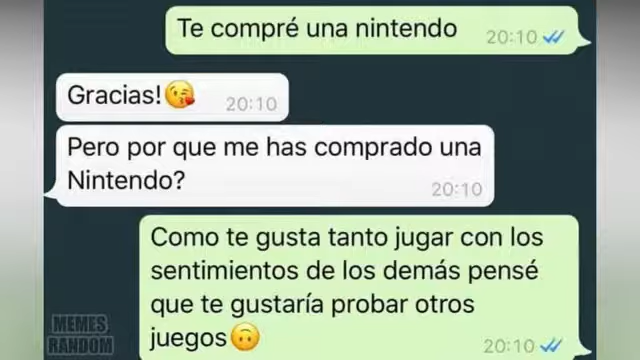 Te compré una nintendo 20:10
Gracias!😘 20:10
Pero por que me has comprado una
Nintendo?
20:10
Como te gusta tanto jugar con los
sentimientos de los demás pensé
que te gustaría probar otros
juegos🙃 20:10
MEMES
RANDOM